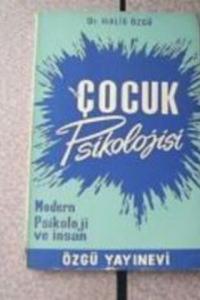 Dr. HALİS ÖZGÜ
ÇOCUK
Psikolojisi
Modern
Psikoloji
ve insan
ÖZGÜ YAYINEVİ